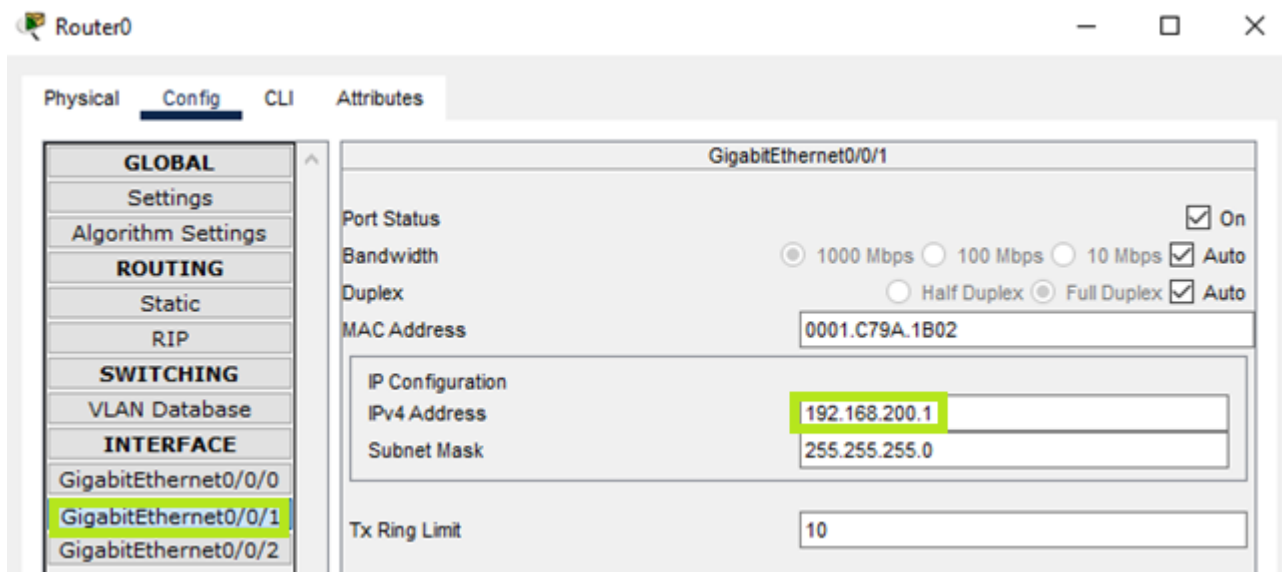 Router0
Physical Config CLI Attributes
GLOBAL
Settings
Algorithm Settings
ROUTING
Static
RIP
SWITCHING
VLAN Database
INTERFACE
GigabitEthernet0/0/0
GigabitEthernet0/0/1
GigabitEthernet0/0/2
GigabitEthernet0/0/1
Port Status On
Bandwidth 1000 Mbps 100 Mbps 10 Mbps Auto
Duplex Half Duplex Full Duplex Auto
MAC Address 0001.C79A.1B02
IP Configuration
IPv4 Address 192.168.200.1
Subnet Mask 255.255.255.0
Tx Ring Limit 10